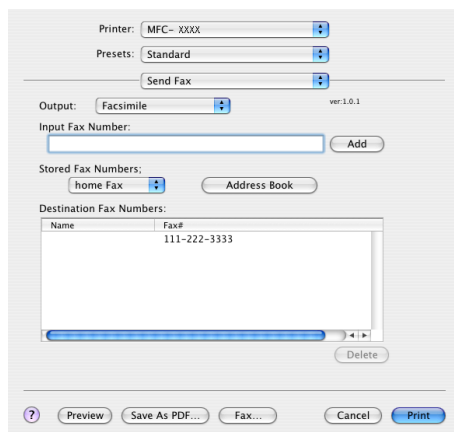 Printer: MFC- XXXX
Presets: Standard
Send Fax
Output: Facsimile ver:1.0.1
Input Fax Number:
Add
Stored Fax Numbers;
home Fax Address Book
Destination Fax Numbers:
Name Fax#
111-222-3333
Delete
? Preview Save As PDF... Fax... Cancel Print